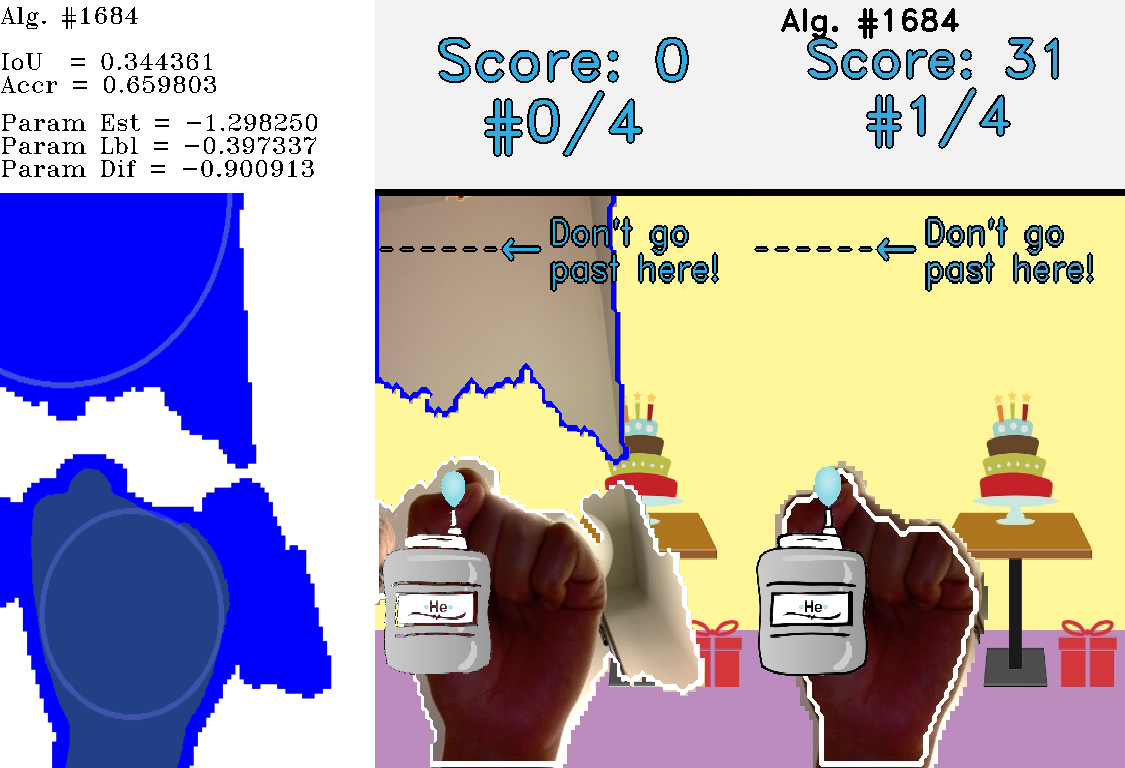 Alg. #1684
IoU = 0.344361
Accr = 0.659803
Param Est = −1.298250
Param Lbl = −0.397337
Param Dif = −0.900913
Score: 0
#0/4
Alg. #1684
Score: 31
#1/4
Don't go
past here!
Don't go
past here!
He
He